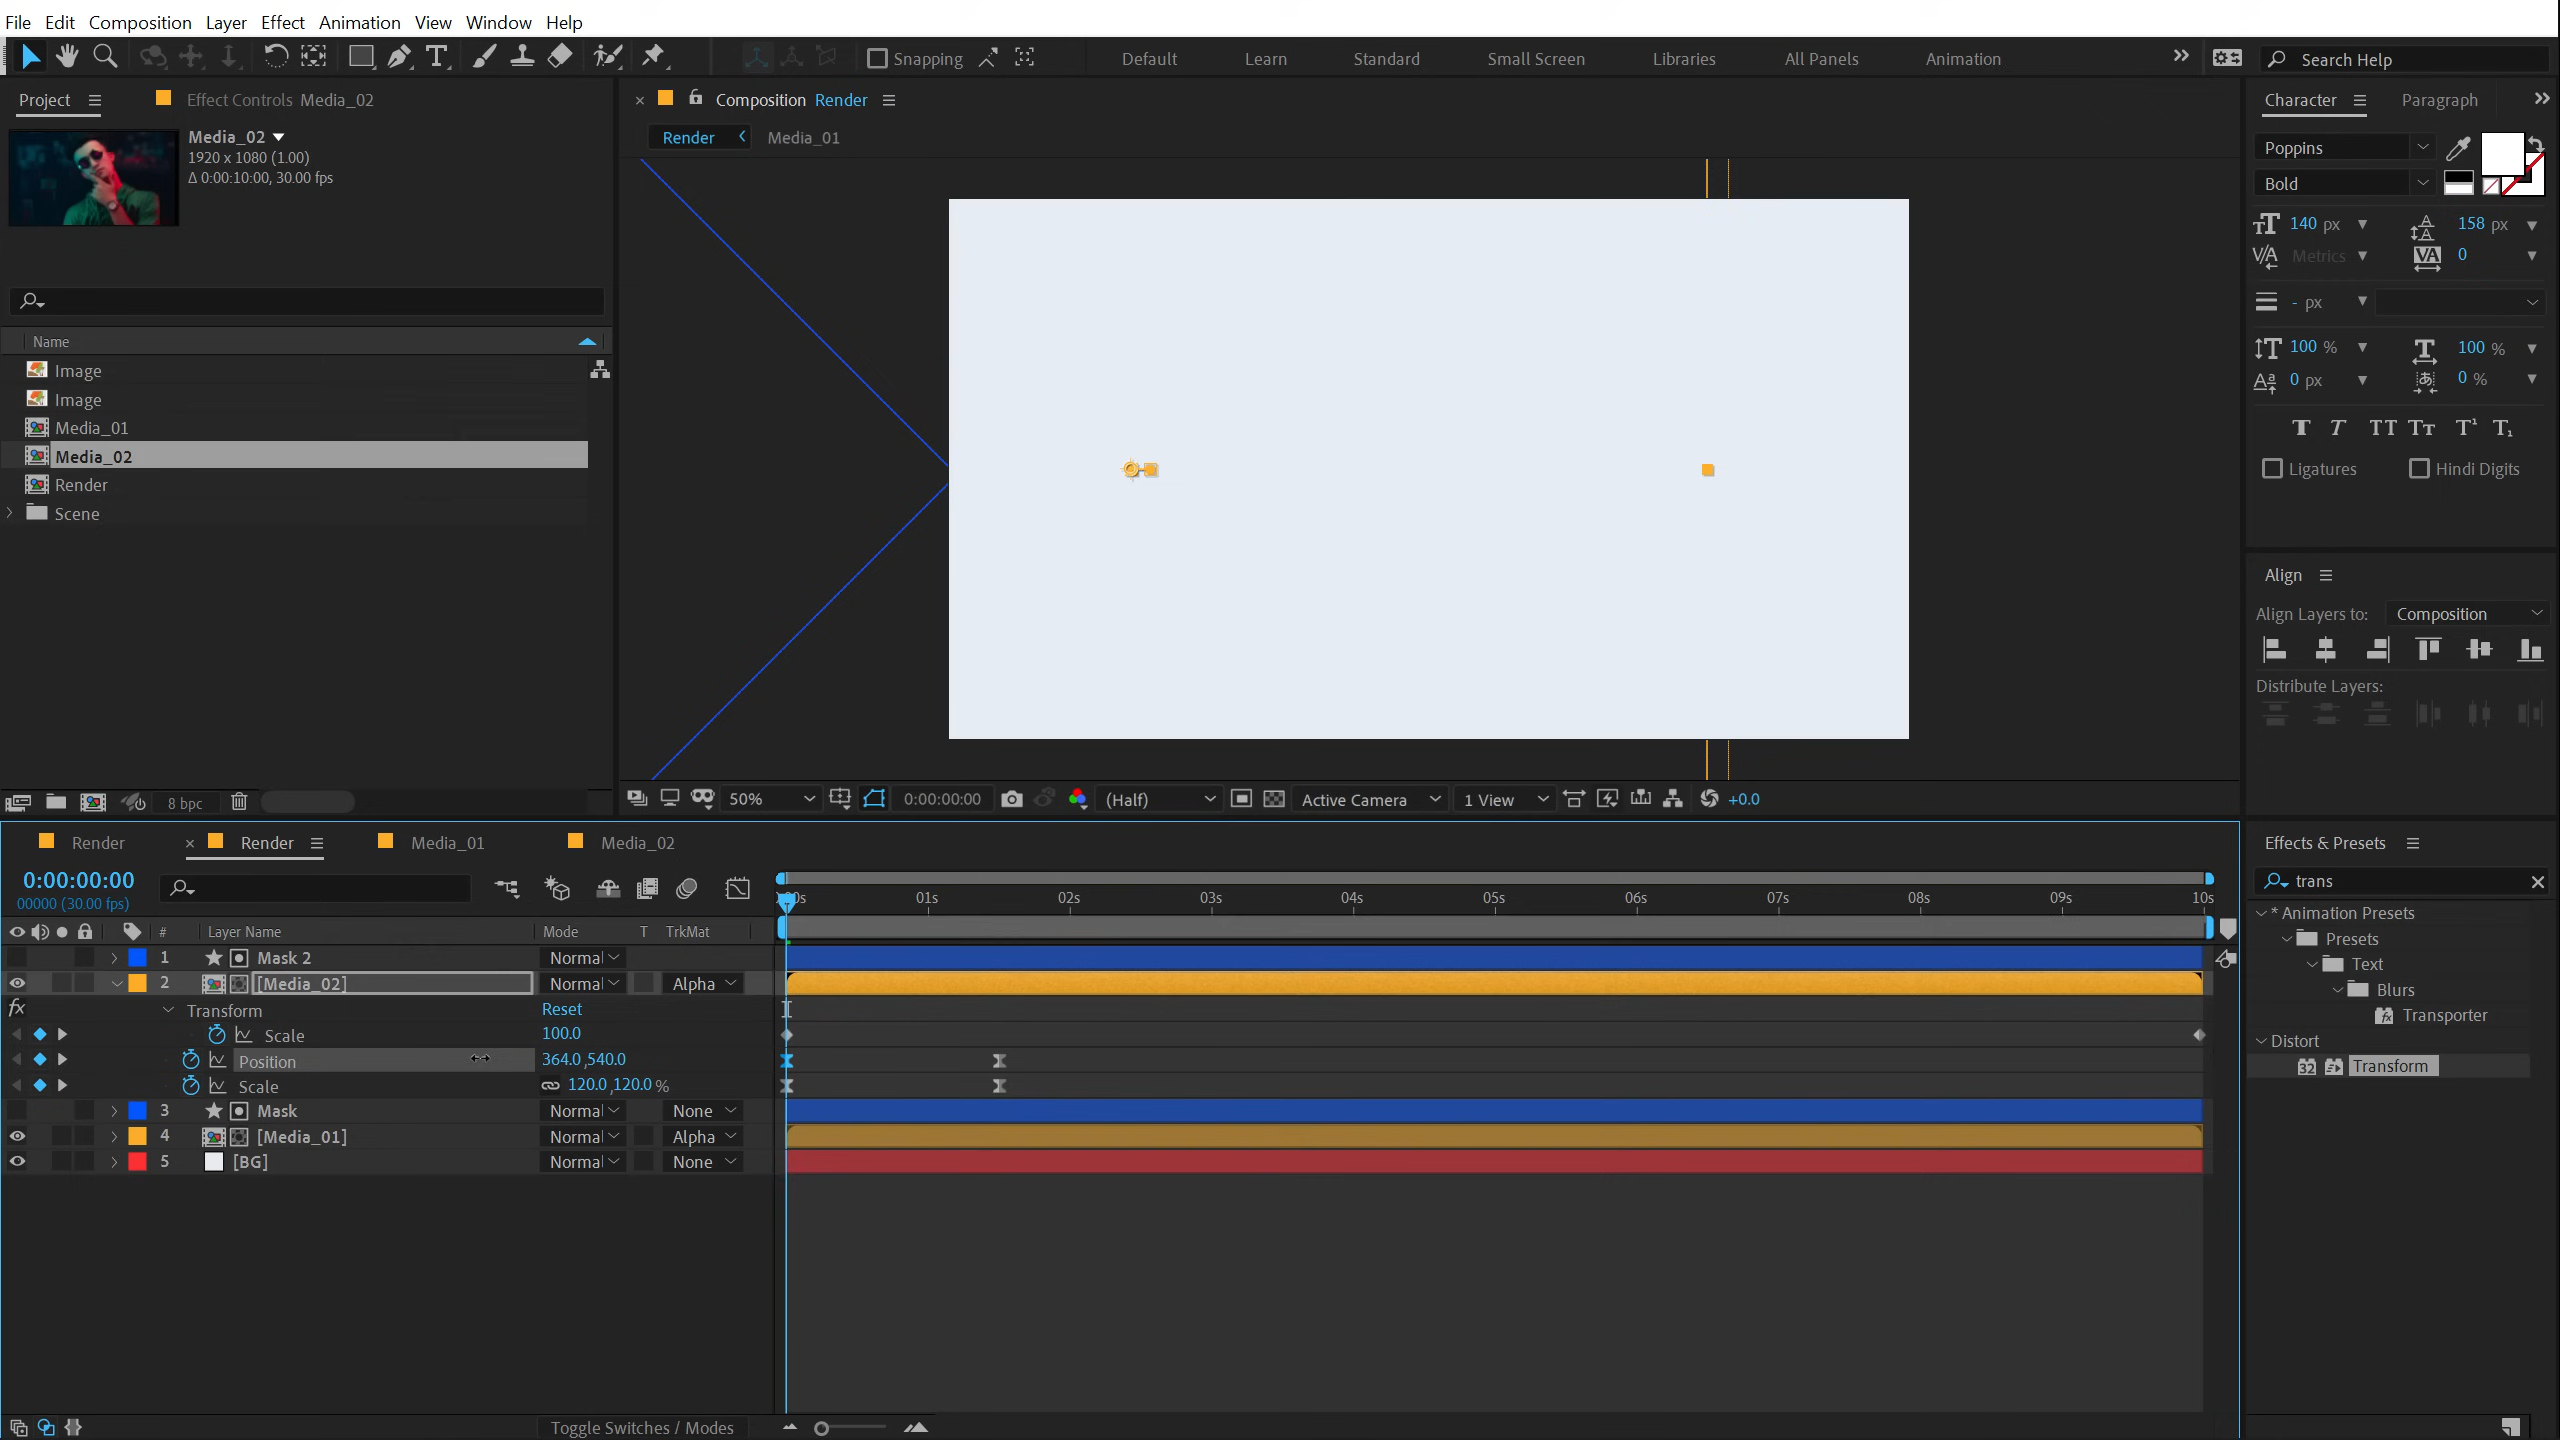 File Edit Composition Layer Effect Animation View Window Help
Snapping
Default Learn Standard Small Screen Libraries All Panels Animation
Search Help
Project
Effect Controls Media_02
Media_02
1920 x 1080 (1.00)
Δ 0:00:10:00, 30.00 fps
Name
Image
Image
Media_01
Media_02
Render
Scene
8 bpc
Composition Render
Render Media_01
50%
0:00:00:00
(Half)
Active Camera
1 View
+0.0
Character Paragraph
Poppins
Bold
140 px 158 px
Metrics 0
- px
100 % 100 %
0 px 0 %
Ligatures Hindi Digits
Align
Align Layers to: Composition
Distribute Layers:
Effects & Presets
trans
* Animation Presets
Presets
Text
Blurs
Transporter
Distort
32 Transform
Render Render Media_01 Media_02
0:00:00:00
00000 (30.00 fps)
01s 02s 03s 04s 05s 06s 07s 08s 09s 10s
# Layer Name Mode T TrkMat
1 Mask 2 Normal
2 [Media_02] Normal Alpha
fx Transform Reset
Scale 100.0
Position 364.0,540.0
Scale 120.0,120.0 %
3 Mask Normal None
4 [Media_01] Normal Alpha
5 [BG] Normal None
Toggle Switches / Modes